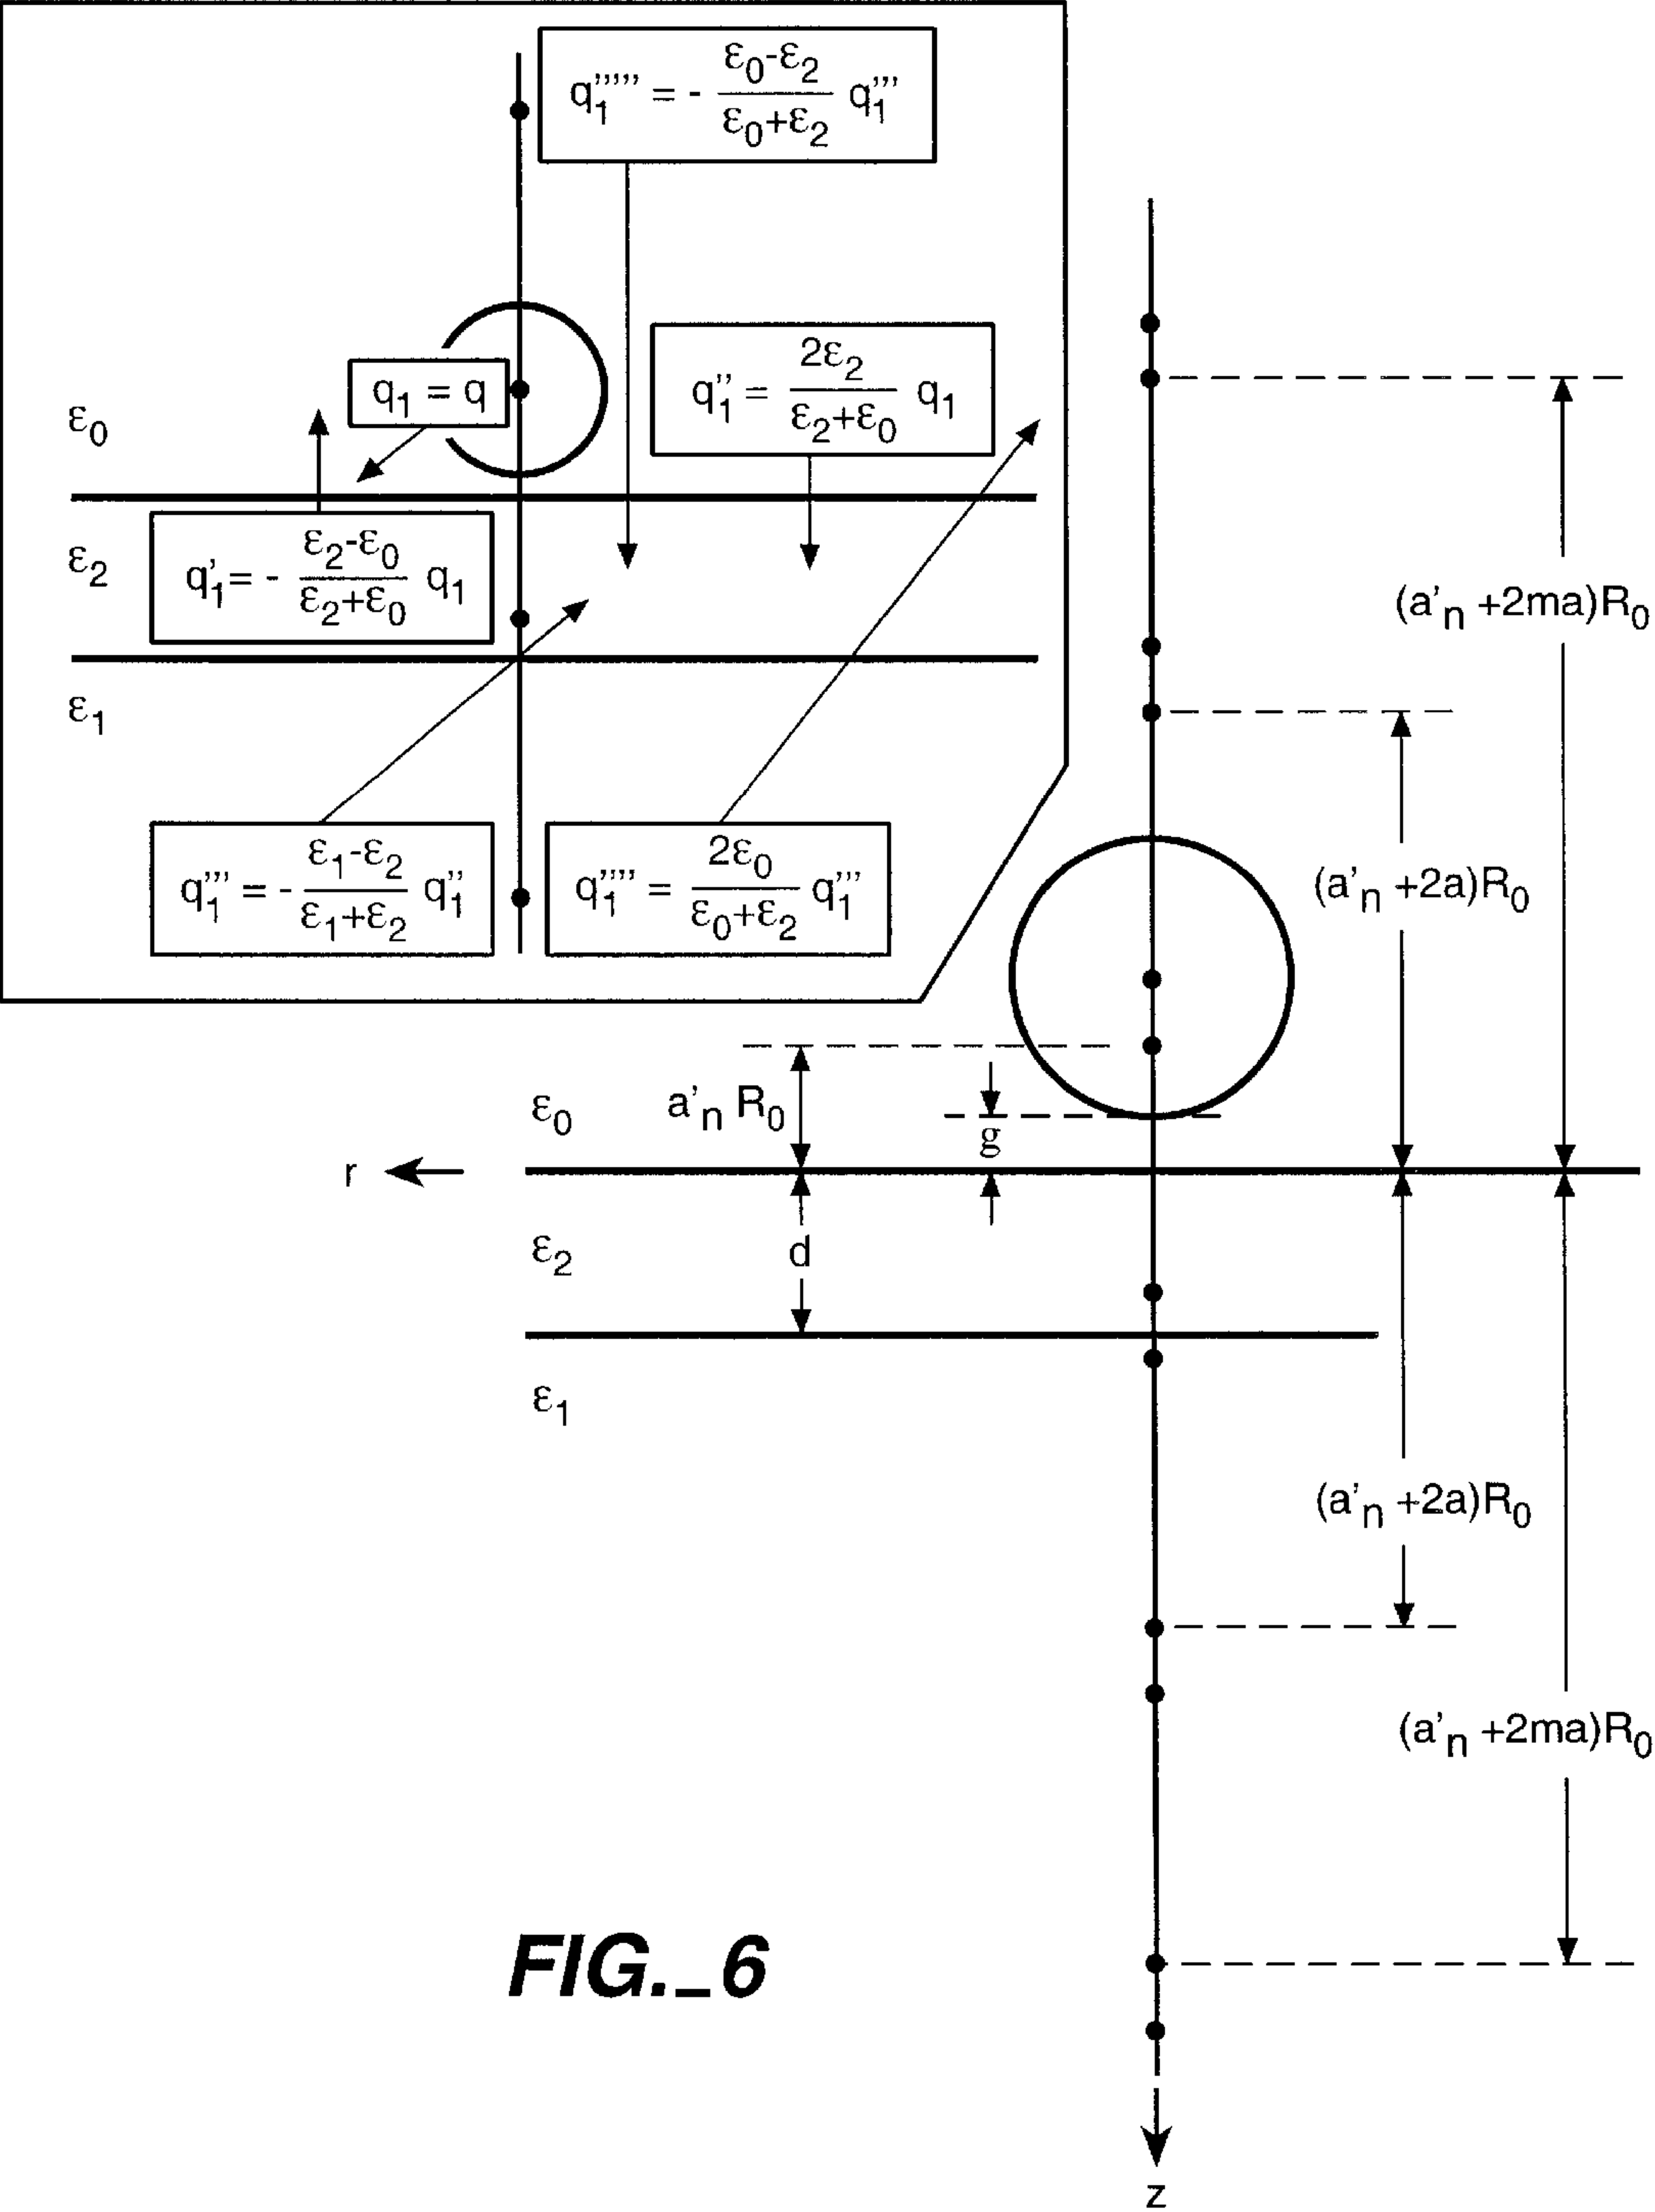 q₁''''' = - (ε₀-ε₂)/(ε₀+ε₂) q₁'''
q₁ = q
q₁'' = 2ε₂/(ε₂+ε₀) q₁
ε₀
q₁' = - (ε₂-ε₀)/(ε₂+ε₀) q₁
ε₂
ε₁
q₁''' = - (ε₁-ε₂)/(ε₁+ε₂) q₁''
q₁'''' = 2ε₀/(ε₀+ε₂) q₁'''
(a'ₙ +2ma)R₀
(a'ₙ +2a)R₀
a'ₙ R₀
ε₀
g
r
ε₂
d
ε₁
(a'ₙ +2a)R₀
(a'ₙ +2ma)R₀
FIG._6
z